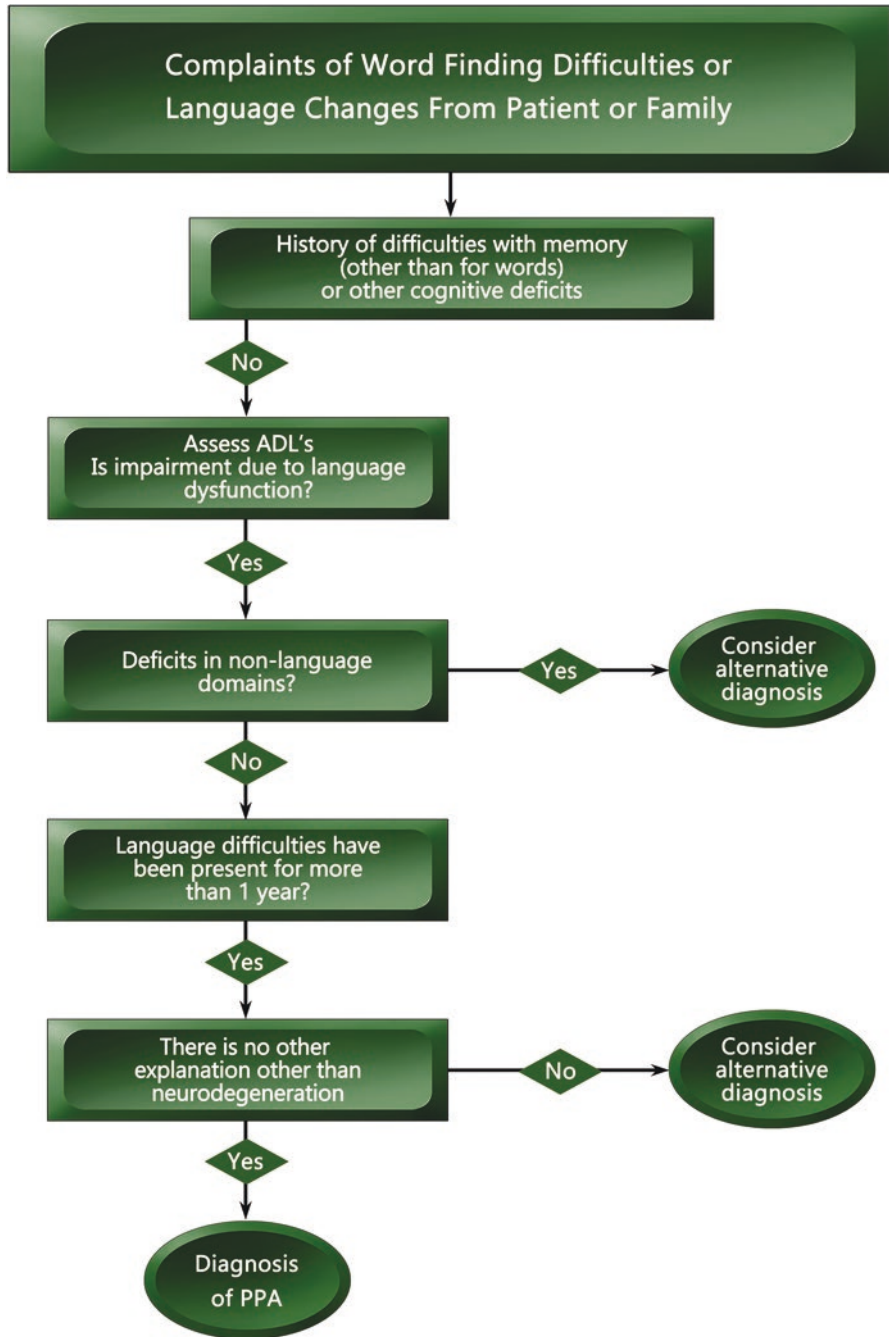 Complaints of Word Finding Difficulties or
Language Changes From Patient or Family
History of difficulties with memory
(other than for words)
or other cognitive deficits
No
Assess ADL's
Is impairment due to language
dysfunction?
Yes
Deficits in non-language
domains?
Yes
Consider
alternative
diagnosis
No
Language difficulties have
been present for more
than 1 year?
Yes
There is no other
explanation other than
neurodegeneration
No
Consider
alternative
diagnosis
Yes
Diagnosis
of PPA